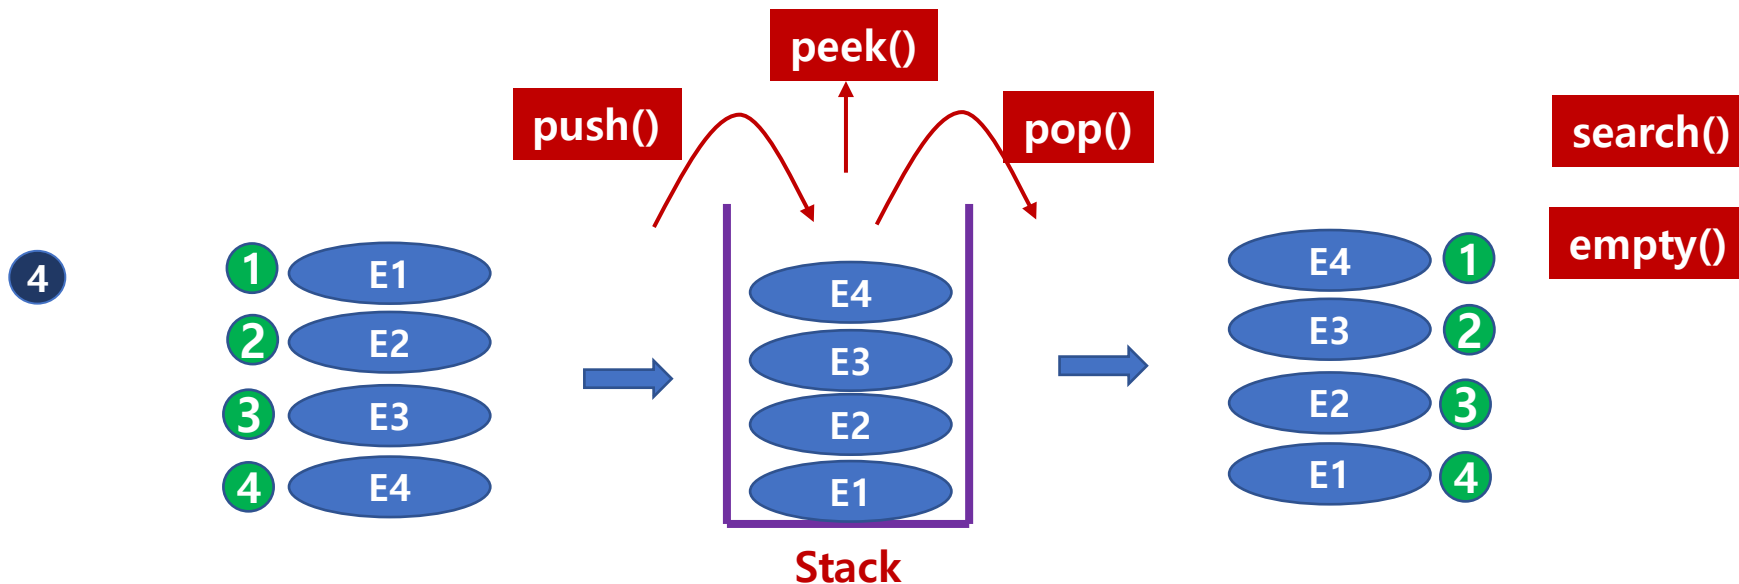 peek()
push()
pop()
search()
empty()
4
1 E1
2 E2
3 E3
4 E4
E4
E3
E2
E1
Stack
E4 1
E3 2
E2 3
E1 4